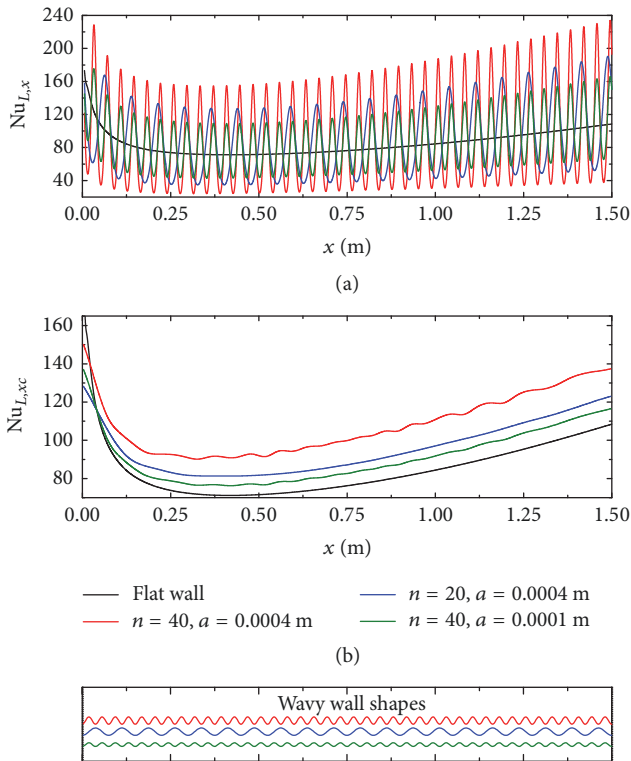 240
200
160
120
80
40
Nu_{L,x}
0.00 0.25 0.50 0.75 1.00 1.25 1.50
x (m)
(a)
160
140
120
100
80
Nu_{L,xc}
0.00 0.25 0.50 0.75 1.00 1.25 1.50
x (m)
Flat wall
n = 20, a = 0.0004 m
n = 40, a = 0.0004 m
n = 40, a = 0.0001 m
(b)
Wavy wall shapes